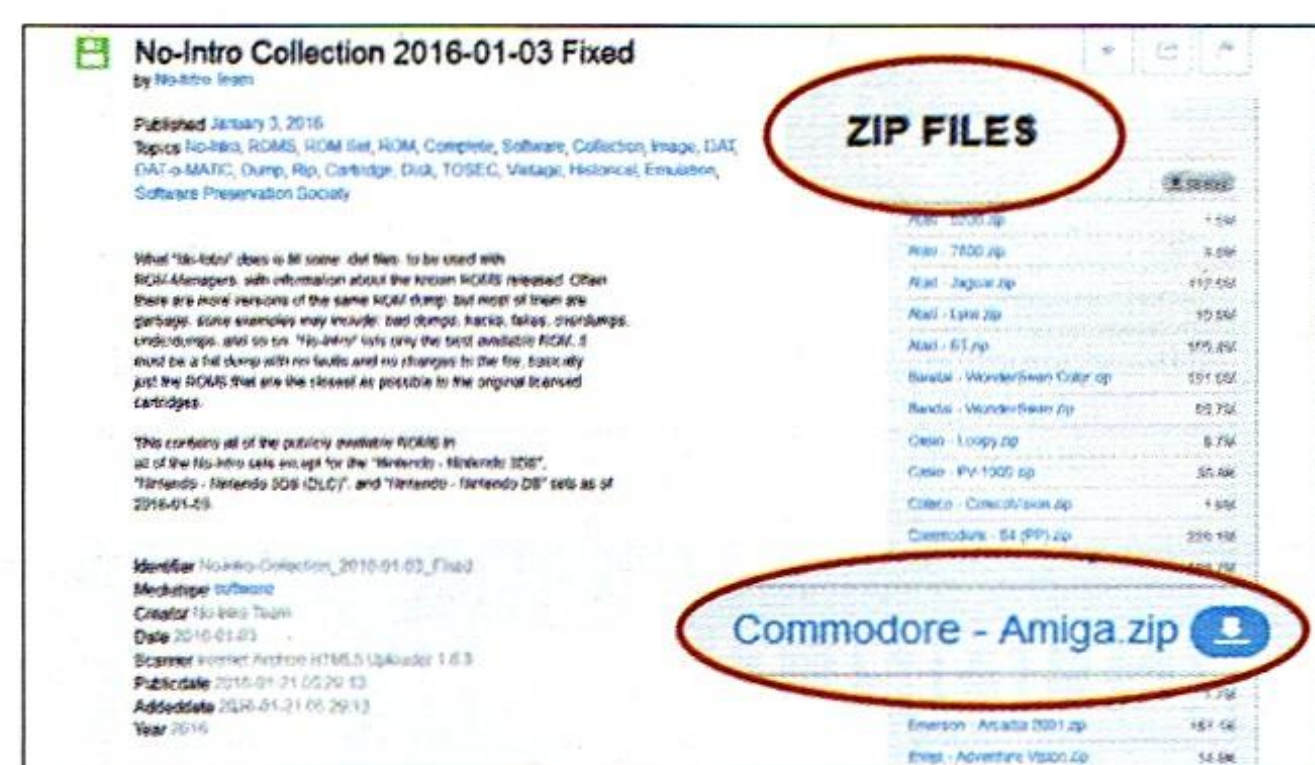 No-Intro Collection 2016-01-03 Fixed
by No-Intro Team
Published January 3, 2016
Topics No-Intro, ROMS, ROM Set, ROM, Complete, Software, Collection, Image, DAT,
DAT-o-MATIC, Dump, Rip, Cartridge, Disk, TOSEC, Vintage, Historical, Emulation,
Software Preservation Society
What "No-Intro" does is fill some .dat files to be used with
ROM-Managers, with information about the known ROMS released. Often
there are more versions of the same ROM dump, but most of them are
garbage, some examples may include: bad dumps, hacks, fakes, overdumps,
underdumps, and so on. "No-Intro" lists only the best available ROM. It
must be a full dump with no faults and no changes to the file, basically
just the ROMS that are the closest as possible to the original licensed
cartridges.
This contains all of the publicly available ROMS in
all of the No-Intro sets except for the "Nintendo - Nintendo 3DS",
"Nintendo - Nintendo 3DS (DLC)", and "Nintendo - Nintendo DS" sets as of
2016-01-03.
Identifier No-Intro-Collection_2016-01-03_Fixed
Mediatype software
Creator No-Intro Team
Date 2016-01-03
Scanner Internet Archive HTML5 Uploader 1.6.3
Publicdate 2016-01-21 05:29:13
Addeddate 2016-01-21 05:29:13
Year 2016
ZIP FILES
Atari - 5200.zip
Atari - 7800.zip
Atari - Jaguar.zip
Atari - Lynx.zip
Atari - ST.zip
Bandai - WonderSwan Color.zip
Bandai - WonderSwan.zip
Casio - Loopy.zip
Casio - PV-1000.zip
Coleco - ColecoVision.zip
Commodore - 64 (PP).zip
Commodore - Amiga.zip
Emerson - Arcadia 2001.zip
Entex - Adventure Vision.zip